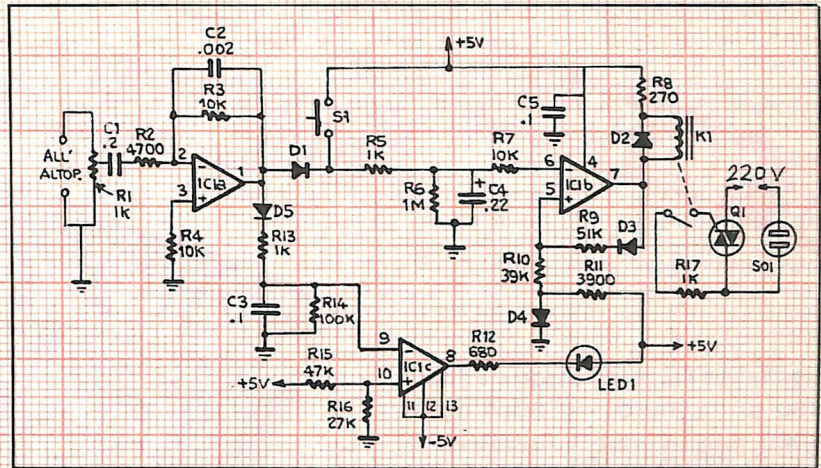 C2
.002
R3
10K
ALL'
ALTOP.
R1
1K
C1
.2
R2
4700
2
3
1
IC1a
R4
10K
D1
S1
+5V
R5
1K
R6
1M
C4
.22
+
R7
10K
C5
.1
6
5
4
7
IC1b
R8
270
D2
K1
220V
Q1
SO1
R17
1K
R9
51K
D3
R10
39K
R11
3900
D4
D5
R13
1K
C3
.1
R14
100K
R15
47K
+5V
R16
27K
9
10
8
IC1c
11
12
13
-5V
R12
680
LED1
+5V